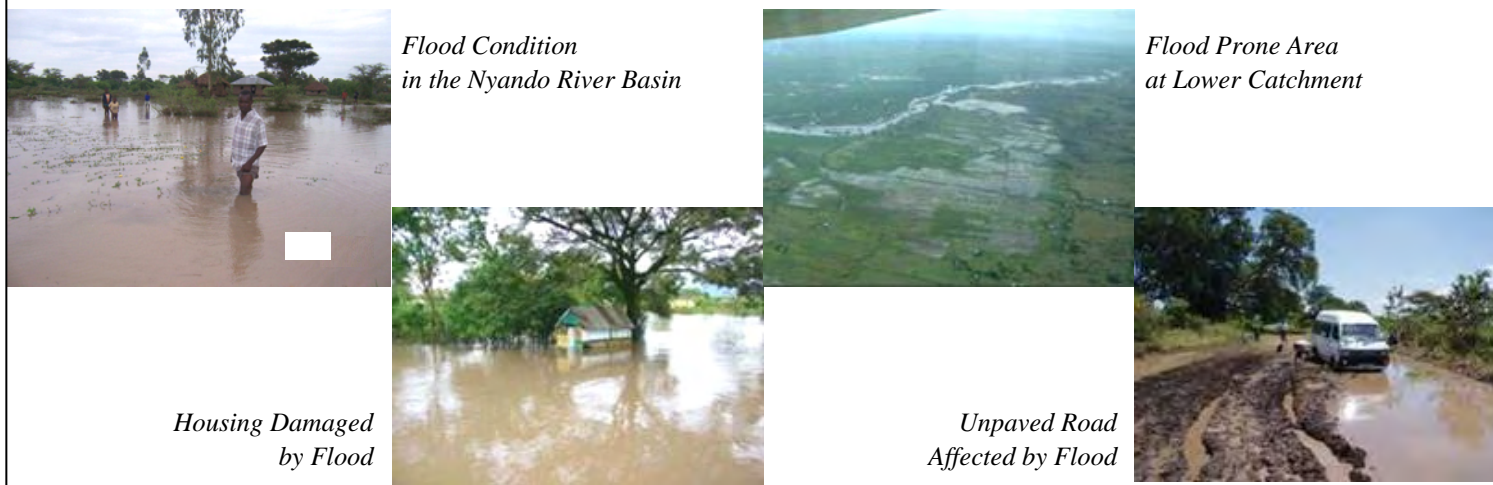 Flood Condition
in the Nyando River Basin
Flood Prone Area
at Lower Catchment
Housing Damaged
by Flood
Unpaved Road
Affected by Flood